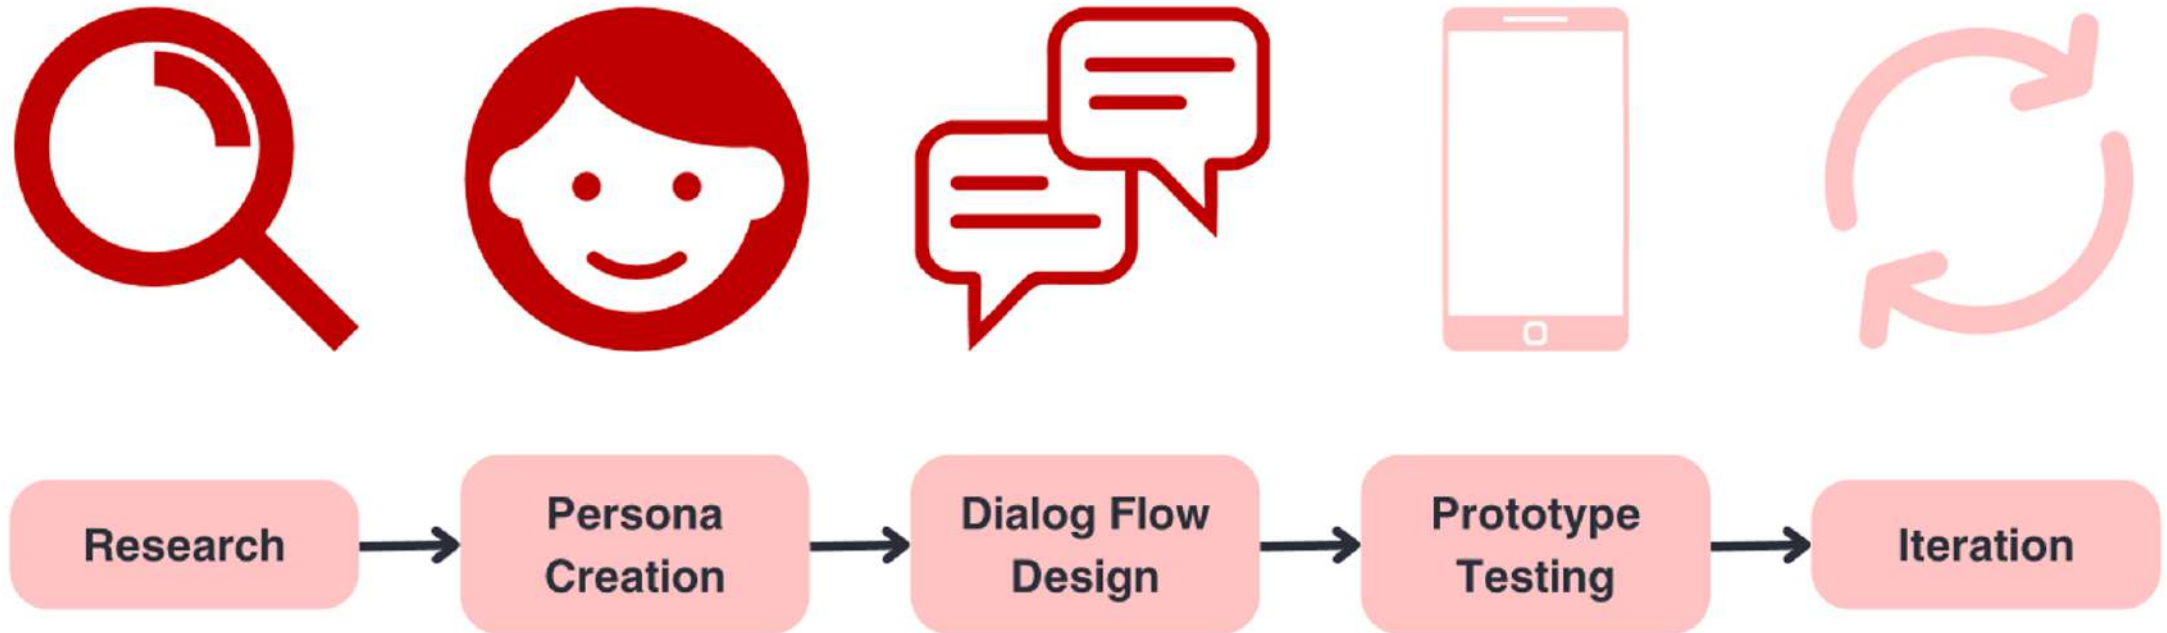 Research
Persona
Creation
Dialog Flow
Design
Prototype
Testing
Iteration